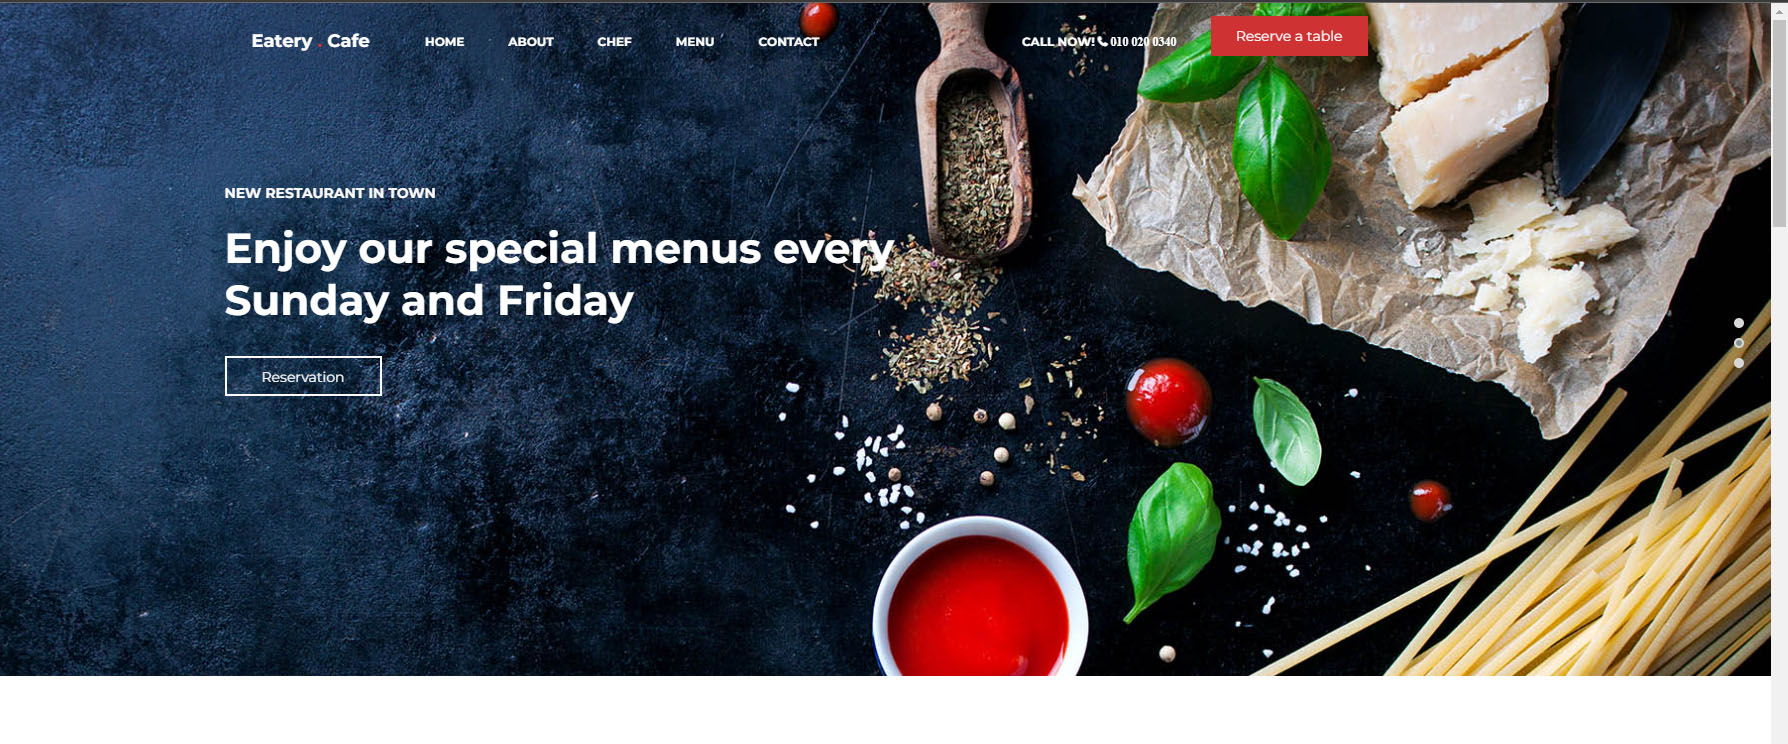 Eatery . Cafe
HOME ABOUT CHEF MENU CONTACT
CALL NOW! 010 020 0340
Reserve a table
NEW RESTAURANT IN TOWN
Enjoy our special menus every
Sunday and Friday
Reservation